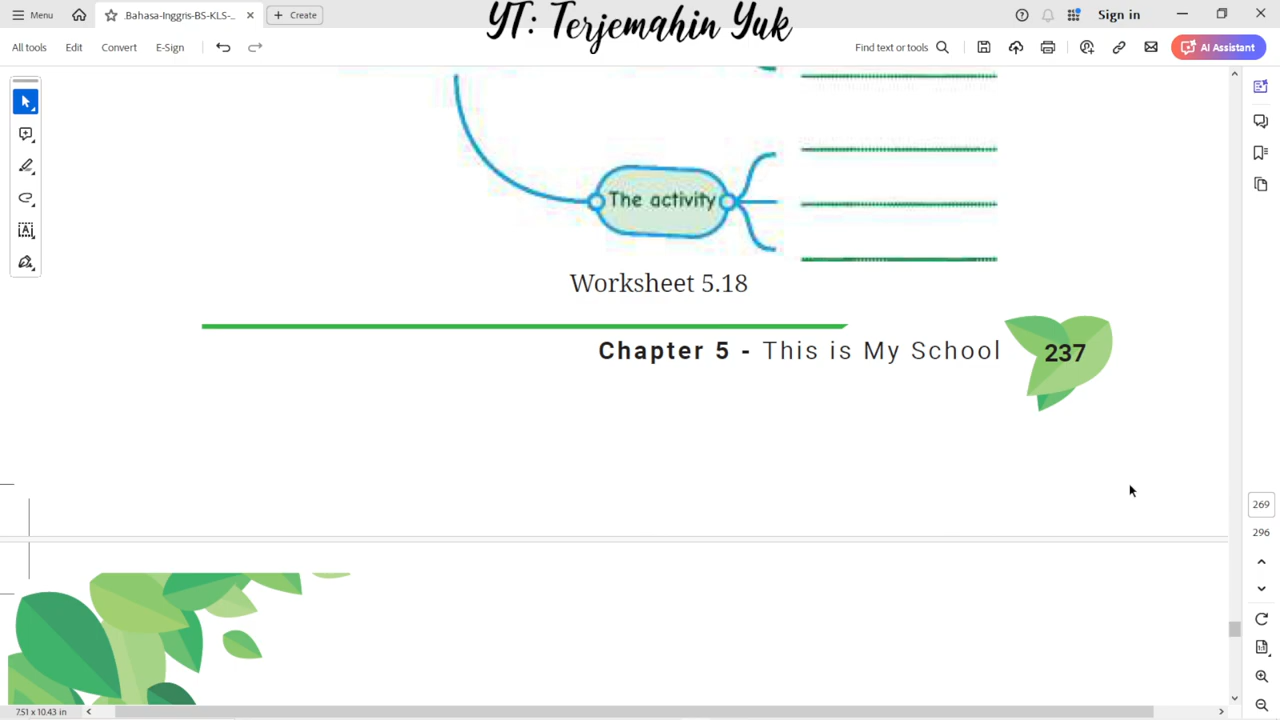 Menu
.Bahasa-Inggris-BS-KLS-...
Create
YT: Terjemahin Yuk
Sign in
All tools
Edit
Convert
E-Sign
Find text or tools
AI Assistant
The activity
Worksheet 5.18
Chapter 5 - This is My School
237
269
296
7.51 x 10.43 in